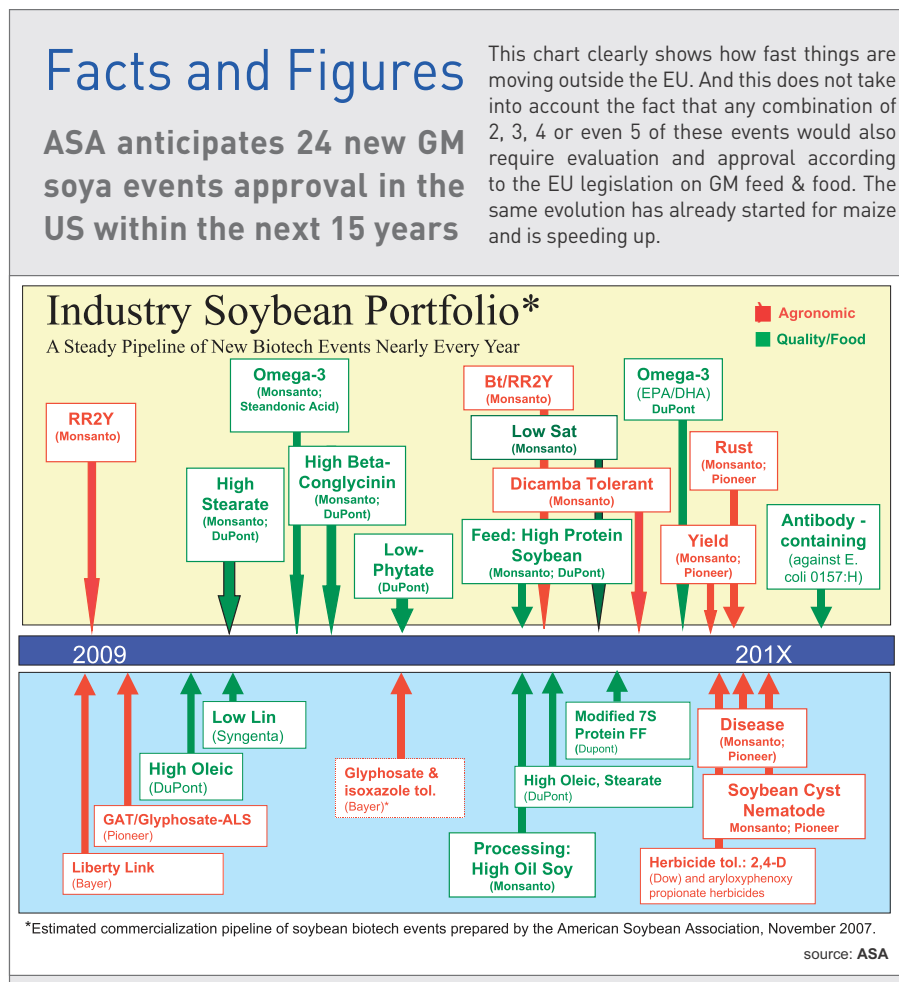 Facts and Figures
ASA anticipates 24 new GM
soya events approval in the
US within the next 15 years
This chart clearly shows how fast things are
moving outside the EU. And this does not take
into account the fact that any combination of
2, 3, 4 or even 5 of these events would also
require evaluation and approval according
to the EU legislation on GM feed & food. The
same evolution has already started for maize
and is speeding up.
Industry Soybean Portfolio*
A Steady Pipeline of New Biotech Events Nearly Every Year
Agronomic
Quality/Food
RR2Y
(Monsanto)
High
Stearate
(Monsanto;
DuPont)
Omega-3
(Monsanto;
Steandonic Acid)
High Beta-
Conglycinin
(Monsanto;
DuPont)
Low-
Phytate
(DuPont)
Bt/RR2Y
(Monsanto)
Low Sat
(Monsanto)
Dicamba Tolerant
(Monsanto)
Feed: High Protein
Soybean
(Monsanto; DuPont)
Omega-3
(EPA/DHA)
DuPont
Rust
(Monsanto;
Pioneer
Yield
(Monsanto;
Pioneer)
Antibody -
containing
(against E.
coli 0157:H)
2009
201X
Low Lin
(Syngenta)
High Oleic
(DuPont)
GAT/Glyphosate-ALS
(Pioneer)
Liberty Link
(Bayer)
Glyphosate &
isoxazole tol.
(Bayer)*
Modified 7S
Protein FF
(Dupont)
High Oleic, Stearate
(DuPont)
Processing:
High Oil Soy
(Monsanto)
Disease
(Monsanto;
Pioneer)
Soybean Cyst
Nematode
Monsanto; Pioneer
Herbicide tol.: 2,4-D
(Dow) and aryloxyphenoxy
propionate herbicides
*Estimated commercialization pipeline of soybean biotech events prepared by the American Soybean Association, November 2007.
source: ASA